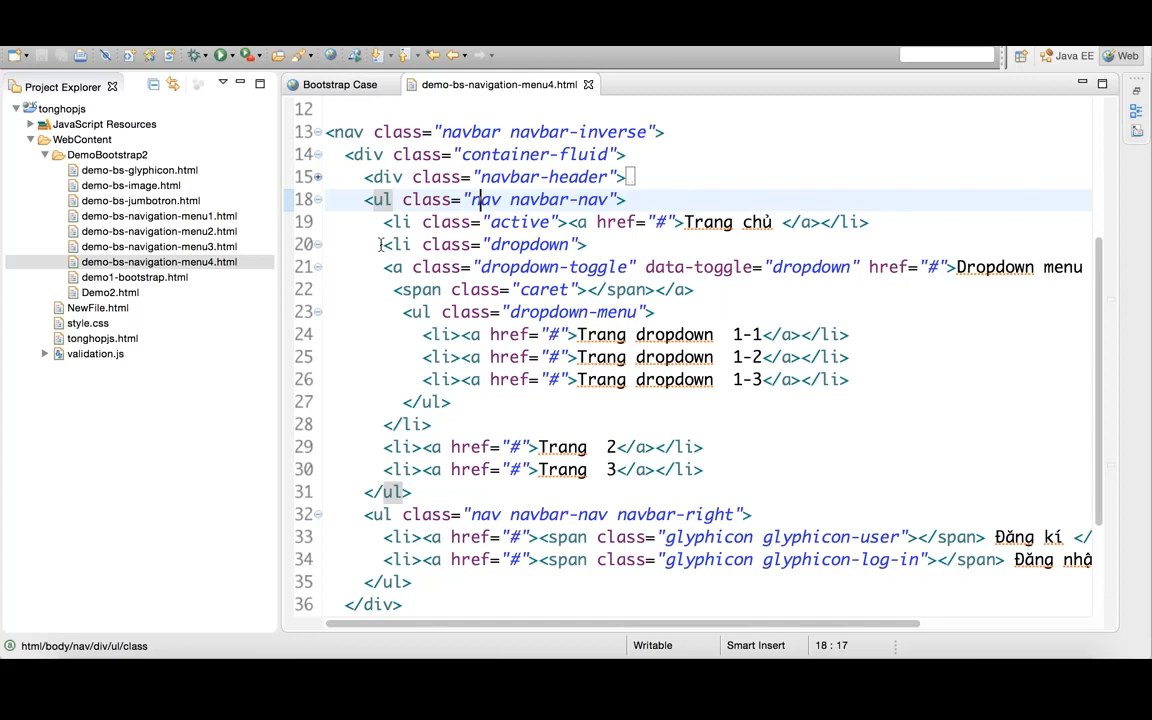 Java EE
Web
Project Explorer
Bootstrap Case
demo-bs-navigation-menu4.html
tonghopjs
JavaScript Resources
WebContent
DemoBootstrap2
demo-bs-glyphicon.html
demo-bs-image.html
demo-bs-jumbotron.html
demo-bs-navigation-menu1.html
demo-bs-navigation-menu2.html
demo-bs-navigation-menu3.html
demo-bs-navigation-menu4.html
demo1-bootstrap.html
Demo2.html
NewFile.html
style.css
tonghopjs.html
validation.js
12
13 <nav class="navbar navbar-inverse">
14 <div class="container-fluid">
15 <div class="navbar-header">
18 <ul class="nav navbar-nav">
19 <li class="active"><a href="#">Trang chủ </a></li>
20 <li class="dropdown">
21 <a class="dropdown-toggle" data-toggle="dropdown" href="#">Dropdown menu
22 <span class="caret"></span></a>
23 <ul class="dropdown-menu">
24 <li><a href="#">Trang dropdown 1-1</a></li>
25 <li><a href="#">Trang dropdown 1-2</a></li>
26 <li><a href="#">Trang dropdown 1-3</a></li>
27 </ul>
28 </li>
29 <li><a href="#">Trang 2</a></li>
30 <li><a href="#">Trang 3</a></li>
31 </ul>
32 <ul class="nav navbar-nav navbar-right">
33 <li><a href="#"><span class="glyphicon glyphicon-user"></span> Đăng kí </
34 <li><a href="#"><span class="glyphicon glyphicon-log-in"></span> Đăng nhậ
35 </ul>
36 </div>
html/body/nav/div/ul/class
Writable
Smart Insert
18 : 17